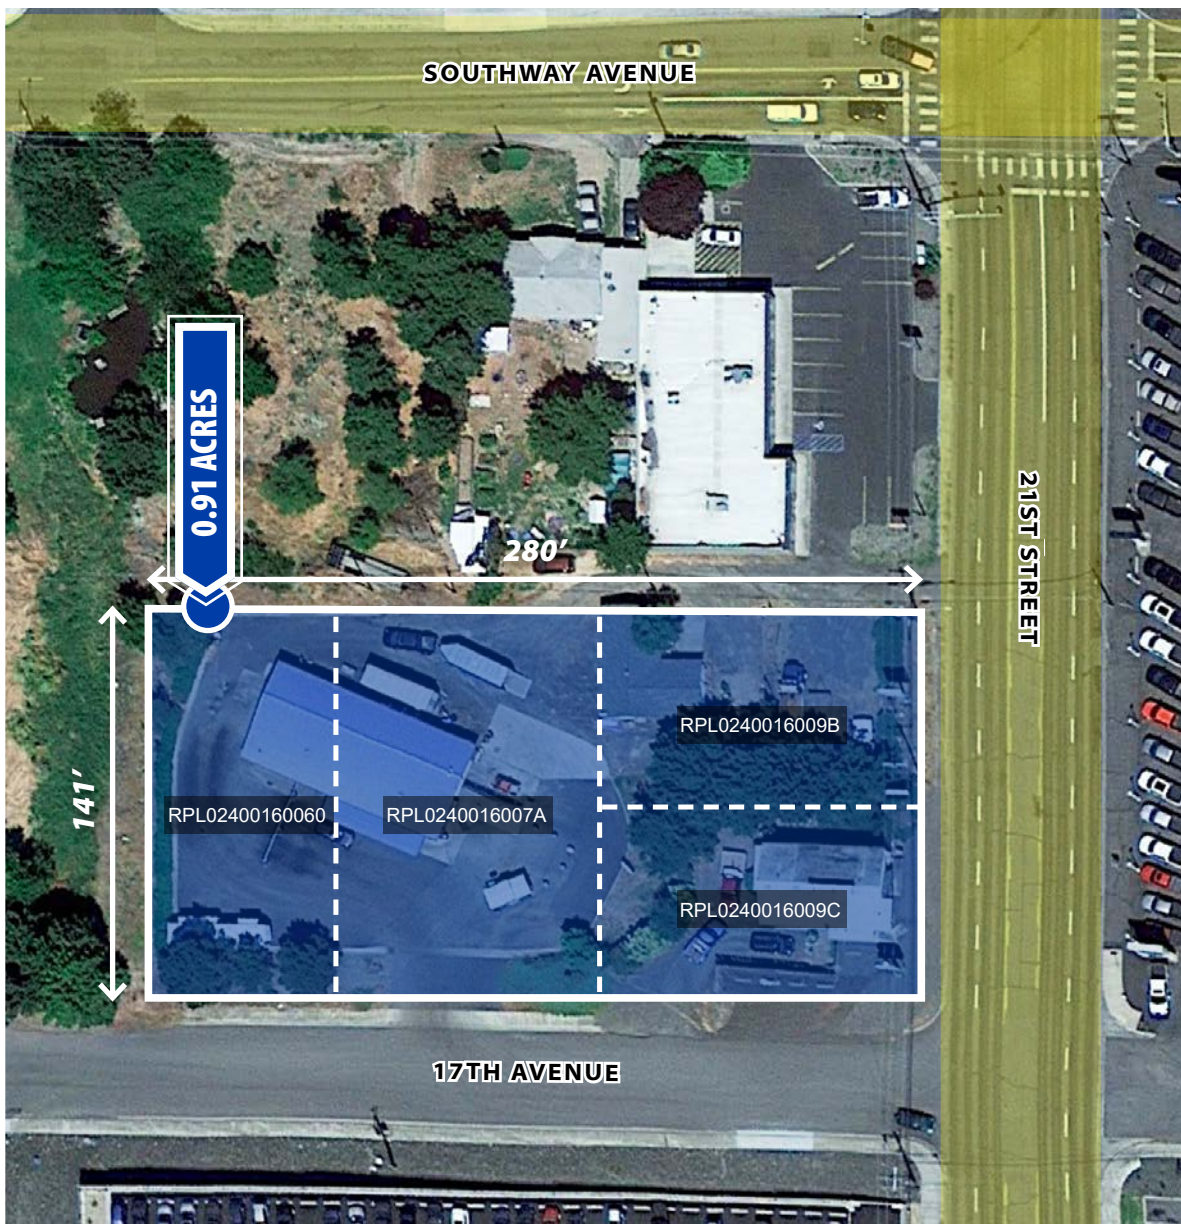 SOUTHWAY AVENUE
0.91 ACRES
280’
21ST STREET
141’
RPL0240016009B
RPL02400160060
RPL0240016007A
RPL0240016009C
17TH AVENUE